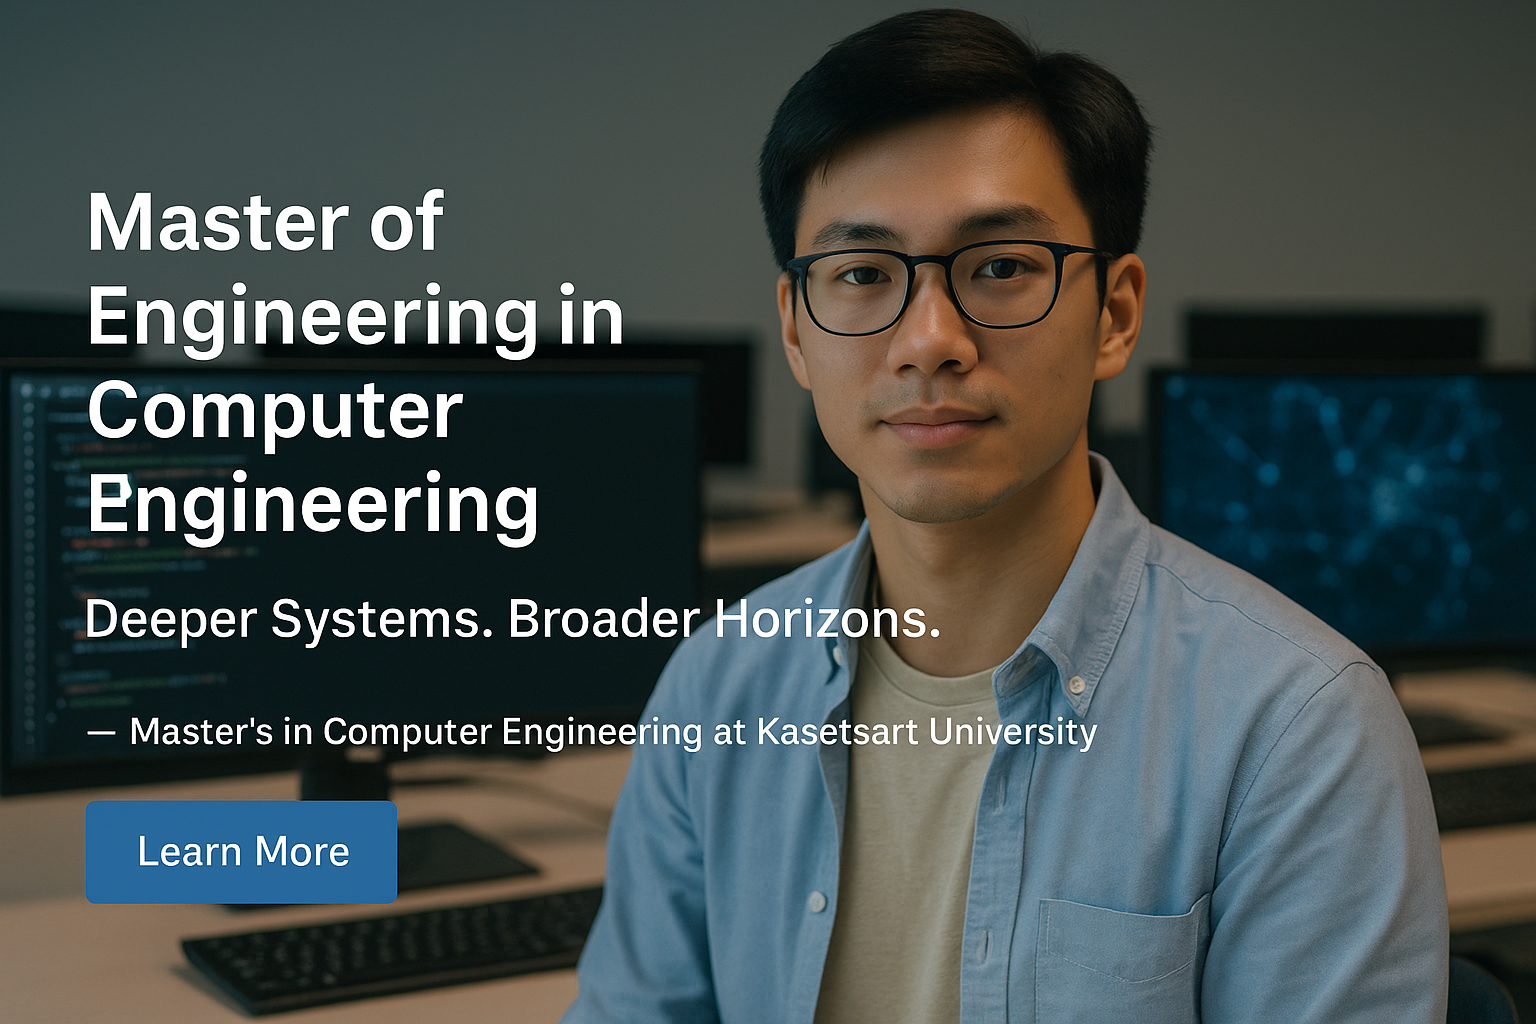 Master of
Engineering in
Computer
Engineering
Deeper Systems. Broader Horizons.
— Master's in Computer Engineering at Kasetsart University
Learn More